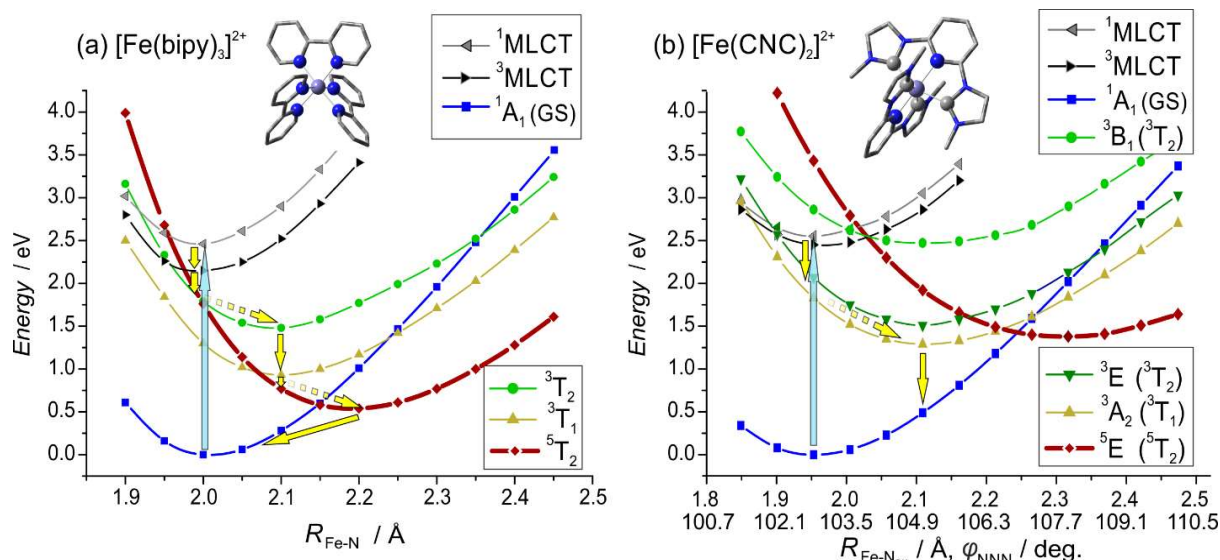 (a) [Fe(bipy)₃]²⁺
¹MLCT
³MLCT
¹A₁ (GS)
Energy / eV
4.0
3.5
3.0
2.5
2.0
1.5
1.0
0.5
0.0
³T₂
³T₁
⁵T₂
1.9 2.0 2.1 2.2 2.3 2.4 2.5
R Fe-N / Å
(b) [Fe(CNC)₂]²⁺
¹MLCT
³MLCT
¹A₁ (GS)
³B₁ (³T₂)
Energy / eV
4.0
3.5
3.0
2.5
2.0
1.5
1.0
0.5
0.0
³E (³T₂)
³A₂ (³T₁)
⁵E (⁵T₂)
1.8 1.9 2.0 2.1 2.2 2.3 2.4 2.5
100.7 102.1 103.5 104.9 106.3 107.7 109.1 110.5
/ Å, φNNN / deg.